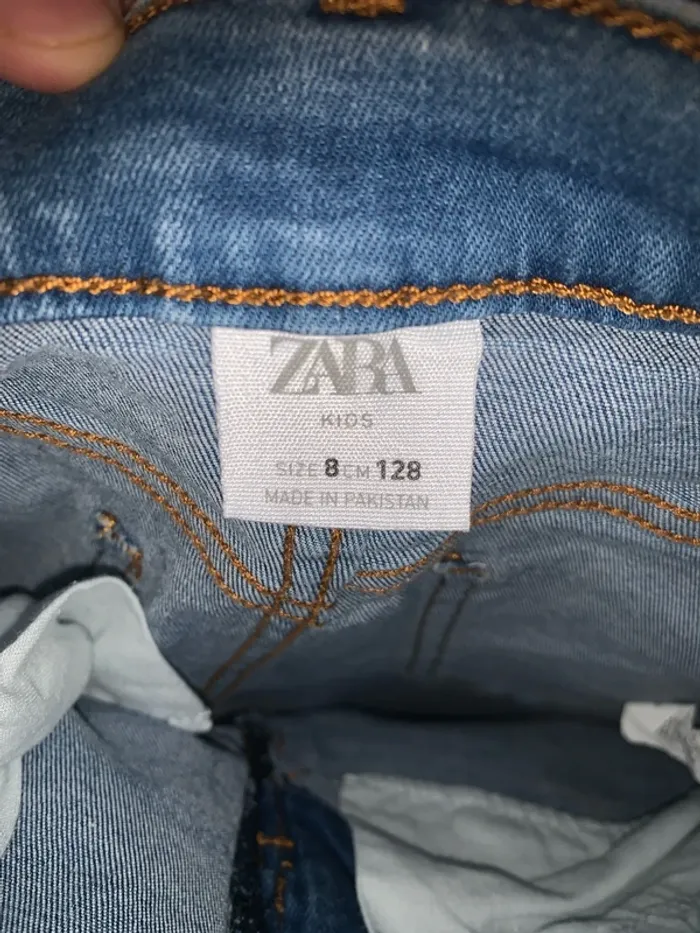 ZARA
KIDS
SIZE 8 CM 128
MADE IN PAKISTAN